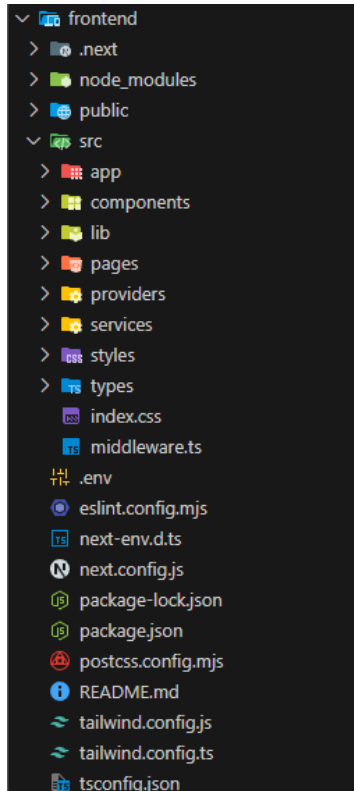 frontend
.next
node_modules
public
src
app
components
lib
pages
providers
services
styles
types
index.css
middleware.ts
.env
eslint.config.mjs
next-env.d.ts
next.config.js
package-lock.json
package.json
postcss.config.mjs
README.md
tailwind.config.js
tailwind.config.ts
tsconfig.json